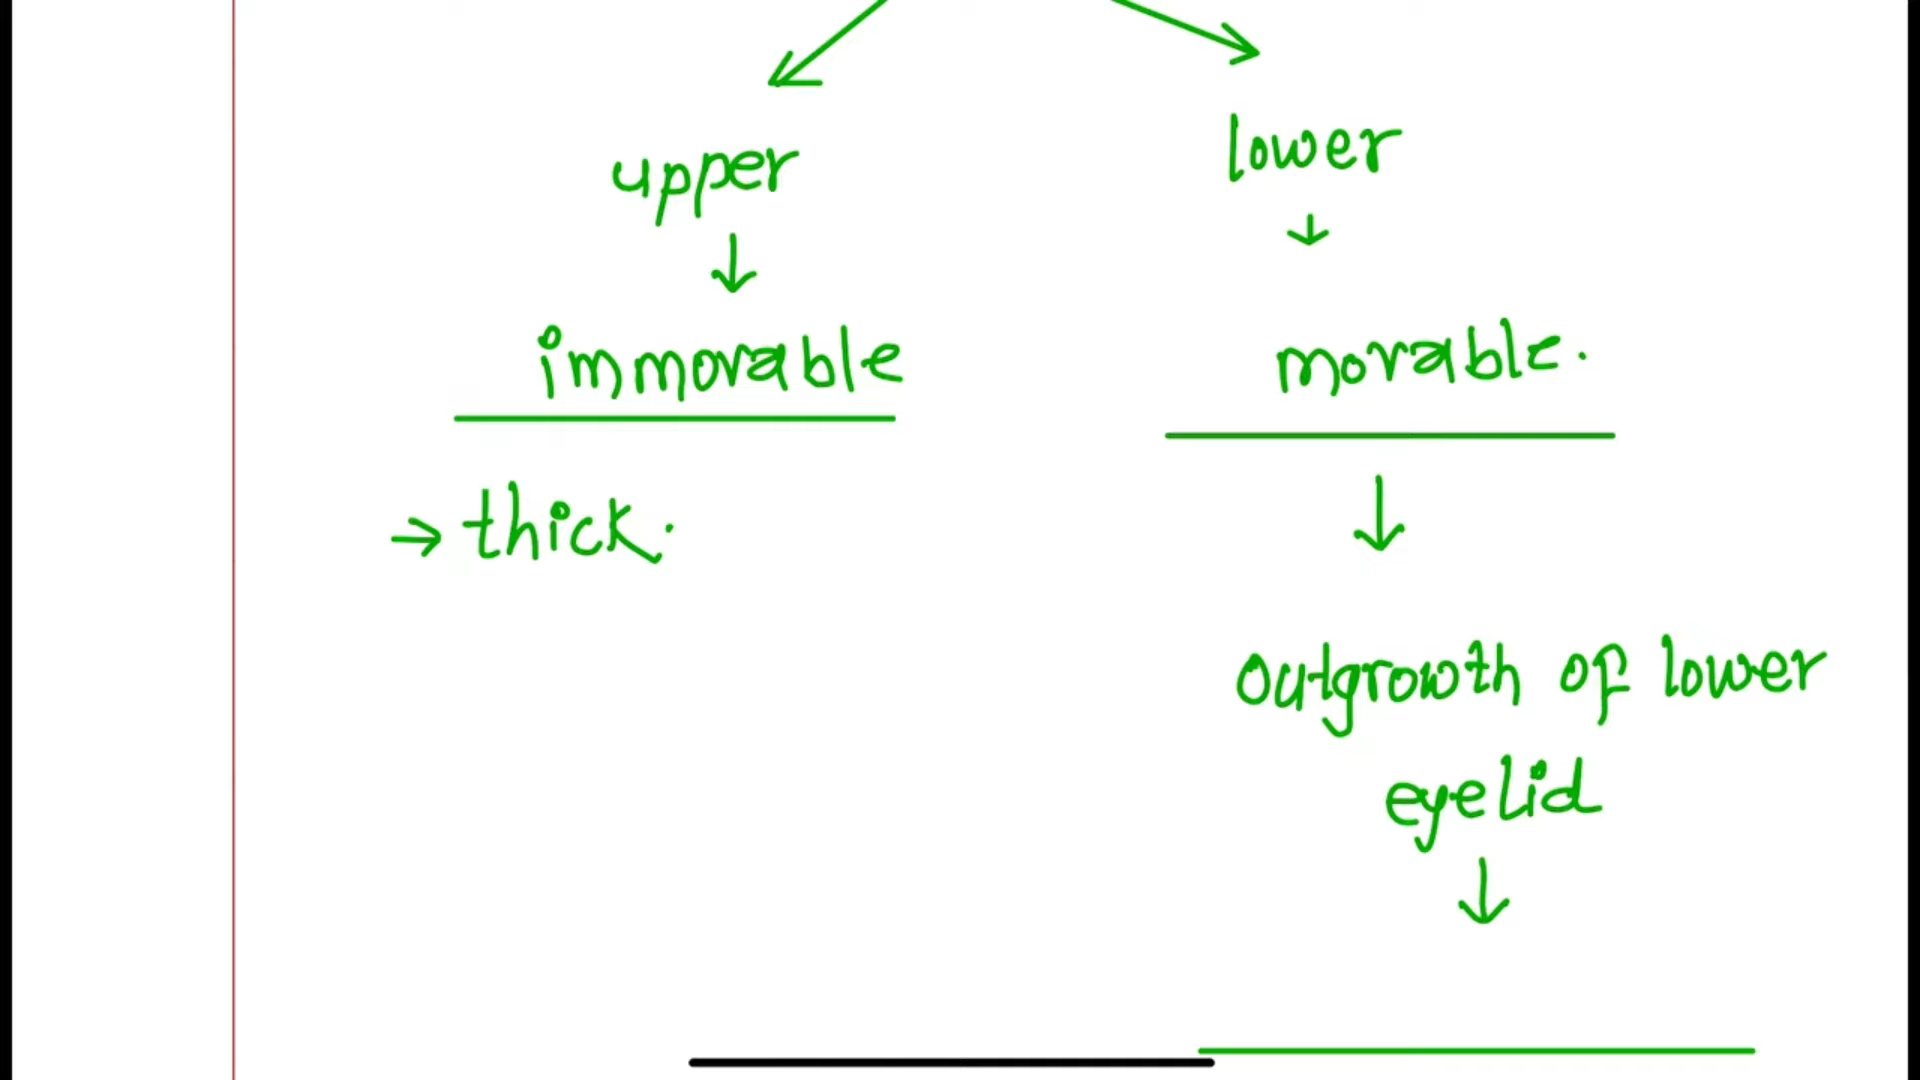 upper
lower
immovable
movable.
→ thick.
outgrowth of lower
eyelid